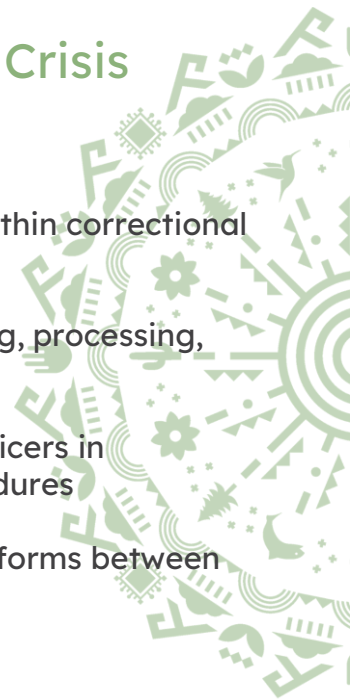 Crisis
thin correctional
g, processing,
icers in
dures
forms between